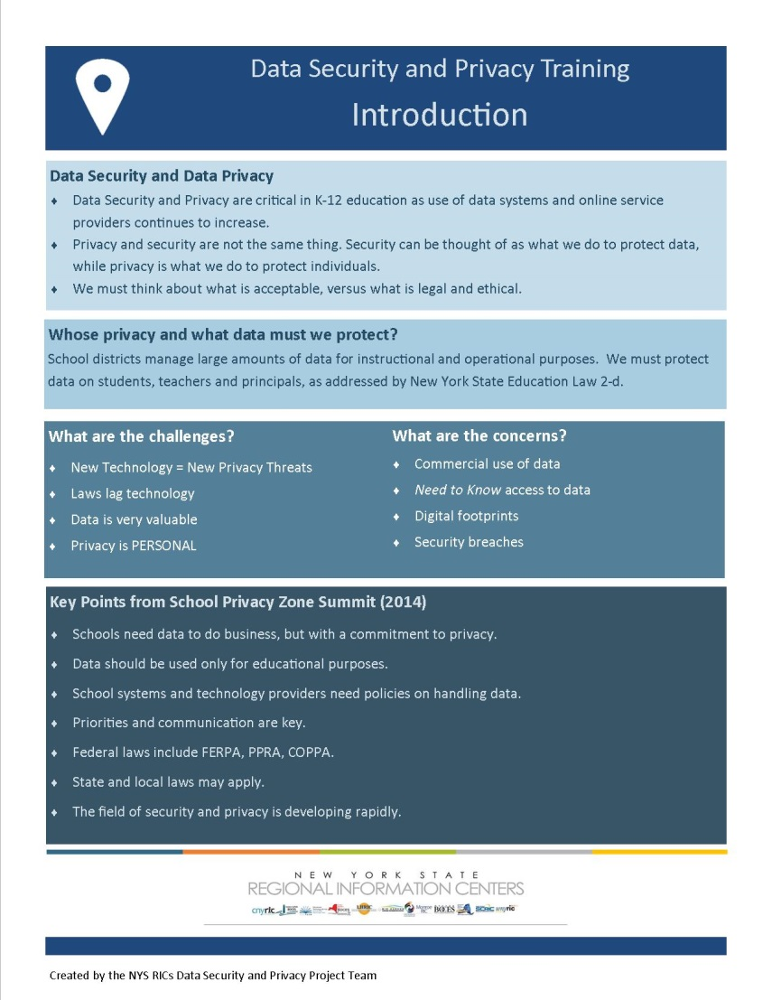 Data Security and Privacy Training
Introduction
Data Security and Data Privacy
♦ Data Security and Privacy are critical in K-12 education as use of data systems and online service
providers continues to increase.
♦ Privacy and security are not the same thing. Security can be thought of as what we do to protect data,
while privacy is what we do to protect individuals.
♦ We must think about what is acceptable, versus what is legal and ethical.
Whose privacy and what data must we protect?
School districts manage large amounts of data for instructional and operational purposes.  We must protect
data on students, teachers and principals, as addressed by New York State Education Law 2-d.
What are the challenges?
♦ New Technology = New Privacy Threats
♦ Laws lag technology
♦ Data is very valuable
♦ Privacy is PERSONAL
What are the concerns?
♦ Commercial use of data
♦ Need to Know access to data
♦ Digital footprints
♦ Security breaches
Key Points from School Privacy Zone Summit (2014)
♦ Schools need data to do business, but with a commitment to privacy.
♦ Data should be used only for educational purposes.
♦ School systems and technology providers need policies on handling data.
♦ Priorities and communication are key.
♦ Federal laws include FERPA, PPRA, COPPA.
♦ State and local laws may apply.
♦ The field of security and privacy is developing rapidly.
NEW YORK STATE
REGIONAL INFORMATION CENTERS
cnyric BOCES
Created by the NYS RICs Data Security and Privacy Project Team